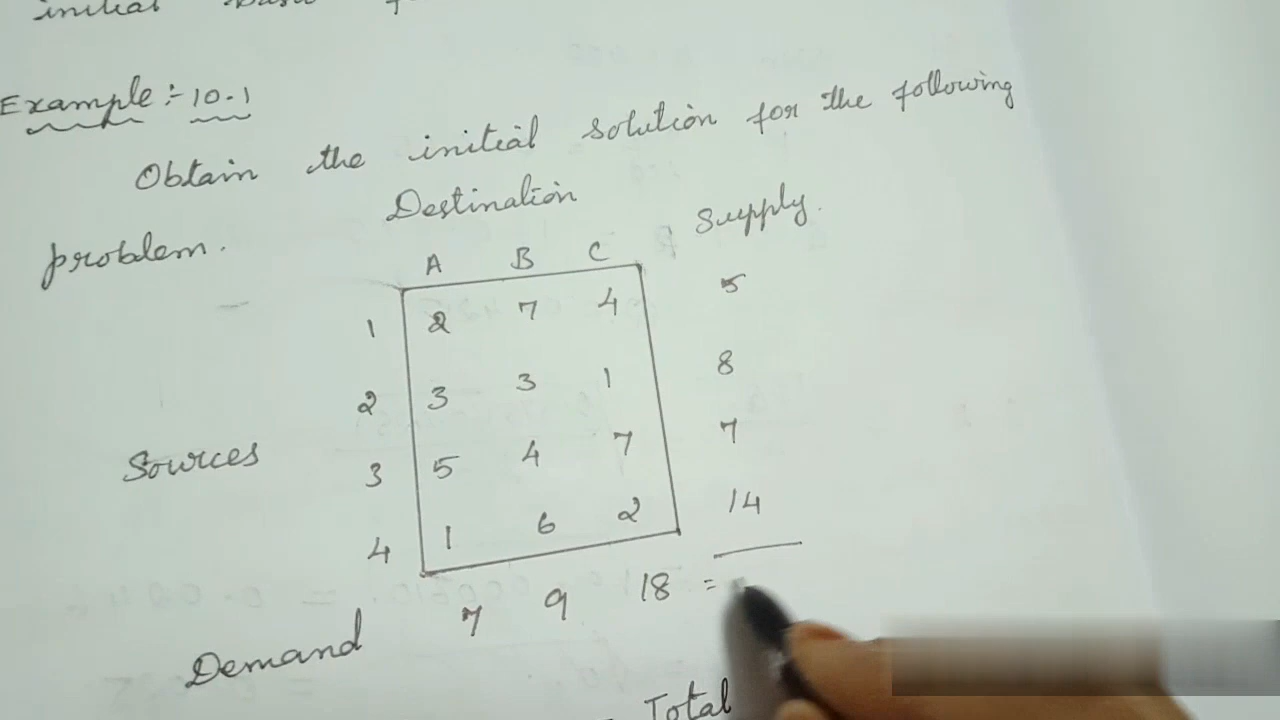 initial
Example :- 10.1
Obtain the initial solution for the following
problem.
Destination
Supply.
A B C
1 2 7 4 5
2 3 3 1 8
Sources
3 5 4 7 7
4 1 6 2 14
Demand 7 9 18 =
Total